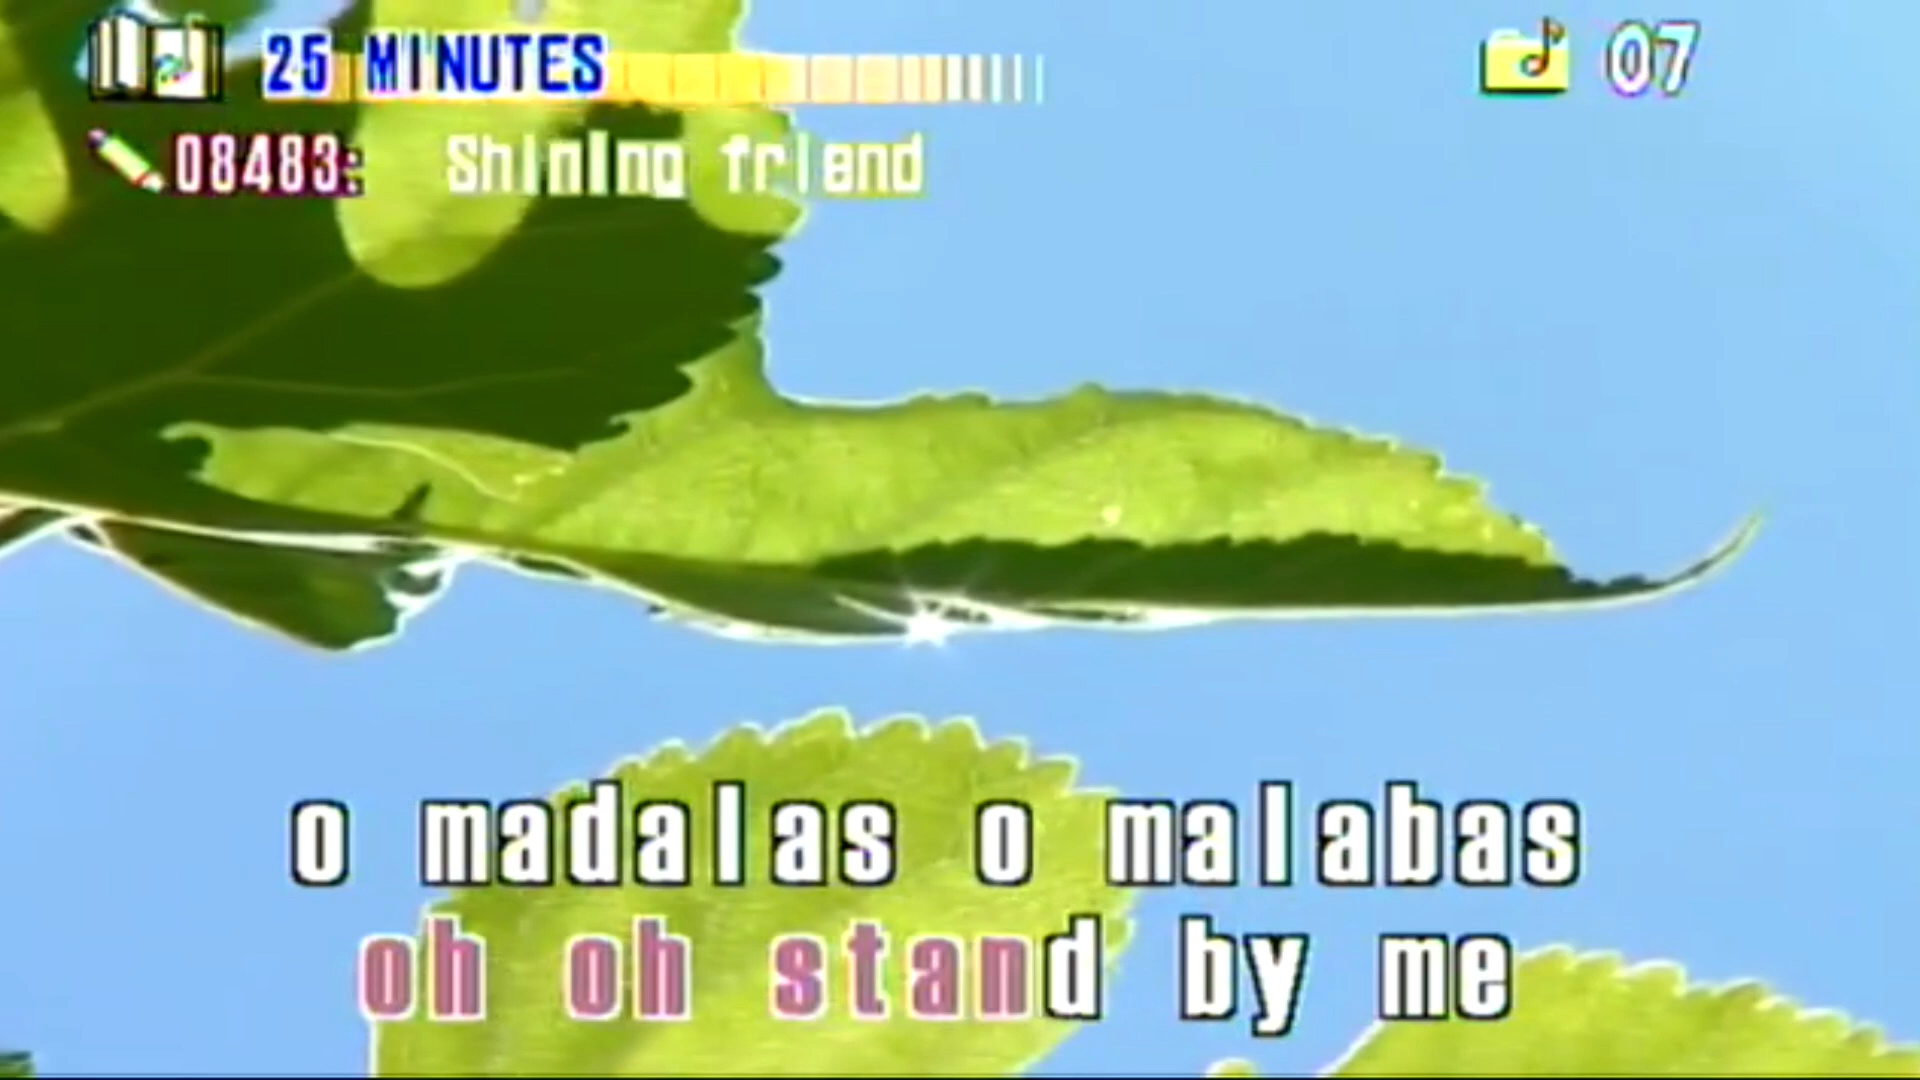 25 MINUTES
07
08483: Shining friend
o madalas o malabas
oh oh stand by me